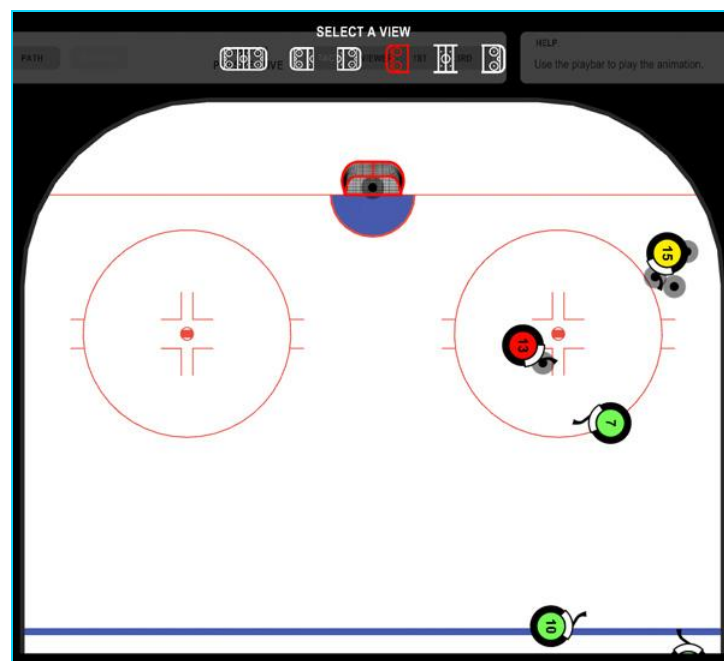 SELECT A VIEW
HELP
PATH
Use the playbar to play the animation.
15
13
7
10